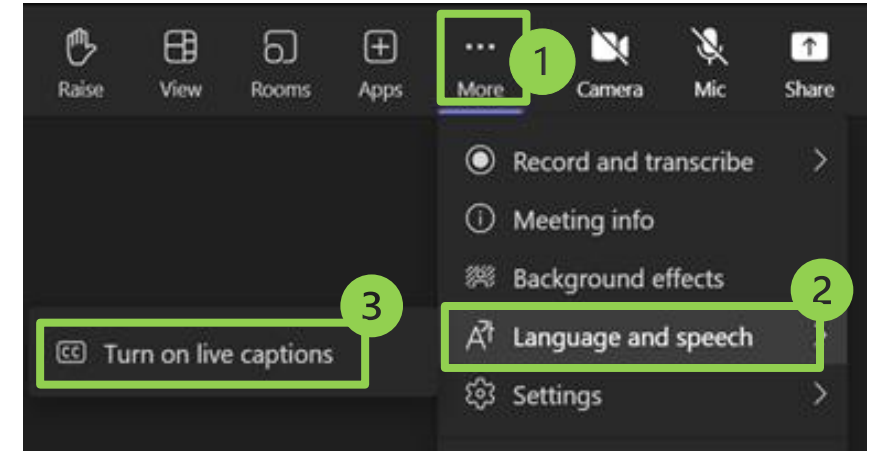 Raise View Rooms Apps More 1 Camera Mic Share
Record and transcribe
Meeting info
Background effects
2
Language and speech
3
CC Turn on live captions
Settings